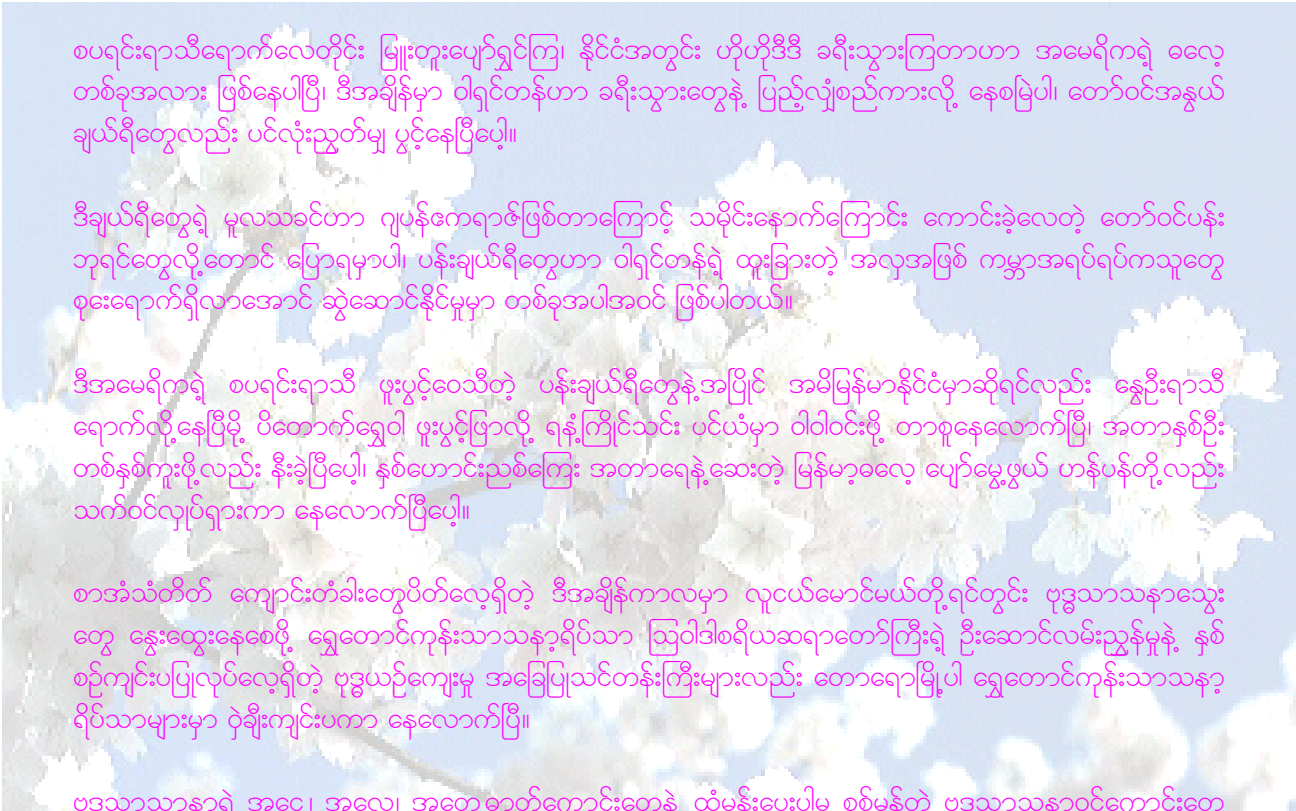 စပရင်းရာသီရောက်လေတိုင်း မြူးတူးပျော်ရွှင်ကြ၊ နိုင်ငံအတွင်း ဟိုဟိုဒီဒီ ခရီးသွားကြတာဟာ အမေရိကရဲ့ ဓလေ့
တစ်ခုအလား ဖြစ်နေပါပြီ၊ ဒီအချိန်မှာ ဝါရှင်တန်ဟာ ခရီးသွားတွေနဲ့ ပြည့်လျှံစည်ကားလို့ နေစမြဲပါ၊ တော်ဝင်အနွယ်
ချယ်ရီတွေလည်း ပင်လုံးညွတ်မျှ ပွင့်နေပြီပေါ့။
ဒီချယ်ရီတွေရဲ့ မူလသခင်ဟာ ဂျပန်ဧကရာဇ်ဖြစ်တာကြောင့် သမိုင်းနောက်ကြောင်း ကောင်းခဲ့လေတဲ့ တော်ဝင်ပန်း
ဘုရင်တွေလို့တောင် ပြောရမှာပါ၊ ပန်းချယ်ရီတွေဟာ ဝါရှင်တန်ရဲ့ ထူးခြားတဲ့ အလှအဖြစ် ကမ္ဘာအရပ်ရပ်ကသူတွေ
စုဝေးရောက်ရှိလာအောင် ဆွဲဆောင်နိုင်မှုမှာ တစ်ခုအပါအဝင် ဖြစ်ပါတယ်။
ဒီအမေရိကရဲ့ စပရင်းရာသီ ဖူးပွင့်ဝေသီတဲ့ ပန်းချယ်ရီတွေနဲ့အပြိုင် အမိမြန်မာနိုင်ငံမှာဆိုရင်လည်း နွေဦးရာသီ
ရောက်လို့နေပြီမို့ ပိတောက်ရွှေဝါ ဖူးပွင့်ဖြာလို့ ရနံ့ကြိုင်သင်း ပင်ယံမှာ ဝါဝါဝင်းဖို့ တာစူနေလောက်ပြီ၊ အတာနှစ်ဦး
တစ်နှစ်ကူးဖို့လည်း နီးခဲ့ပြီပေါ့၊ နှစ်ဟောင်းညစ်ကြေး အတာရေနဲ့ဆေးတဲ့ မြန်မာ့ဓလေ့ ပျော်မွေ့ဖွယ် ဟန်ပန်တို့လည်း
သက်ဝင်လှုပ်ရှားကာ နေလောက်ပြီပေါ့။
စာအံသံတိတ် ကျောင်းတံခါးတွေပိတ်လေ့ရှိတဲ့ ဒီအချိန်ကာလမှာ လူငယ်မောင်မယ်တို့ရင်တွင်း ဗုဒ္ဓသာသနာသွေး
တွေ နွေးထွေးနေစေဖို့ ရွှေတောင်ကုန်းသာသနာ့ရိပ်သာ ဩဝါဒါစရိယဆရာတော်ကြီးရဲ့ ဦးဆောင်လမ်းညွှန်မှုနဲ့ နှစ်
စဉ်ကျင်းပပြုလုပ်လေ့ရှိတဲ့ ဗုဒ္ဓယဉ်ကျေးမှု အခြေပြုသင်တန်းကြီးများလည်း တောရောမြို့ပါ ရွှေတောင်ကုန်းသာသနာ့
ရိပ်သာများမှာ ဝှဲချီးကျင်းပကာ နေလောက်ပြီ။